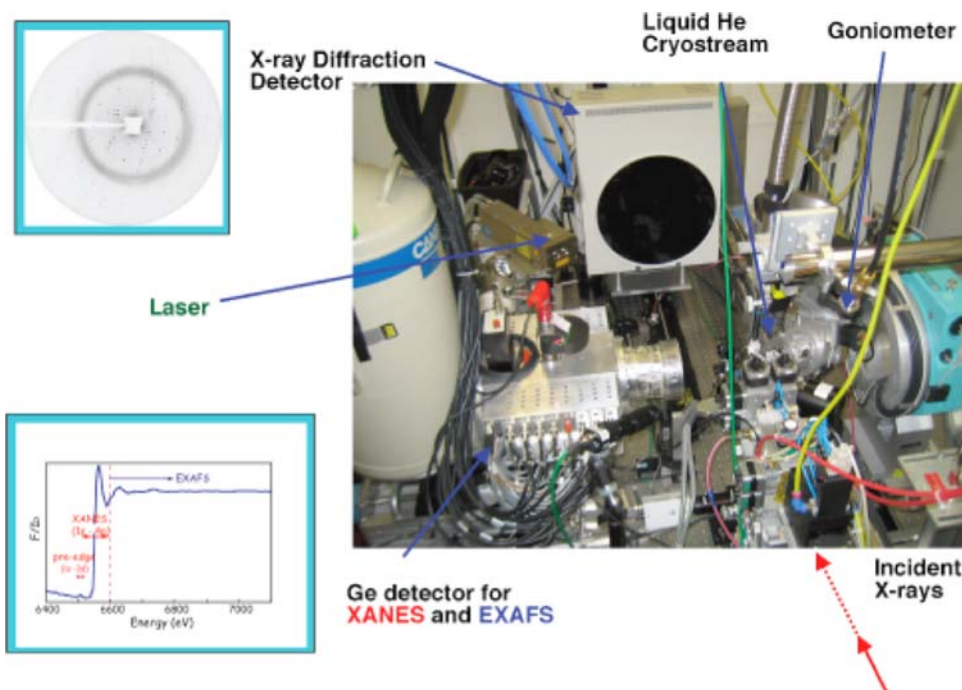 X-ray Diffraction
Detector
Liquid He
Cryostream
Goniometer
Laser
CAN
EXAFS
XANES
pre-edge
F/I₀
6400
6600
6800
7000
Energy (eV)
Ge detector for
XANES and EXAFS
Incident
X-rays